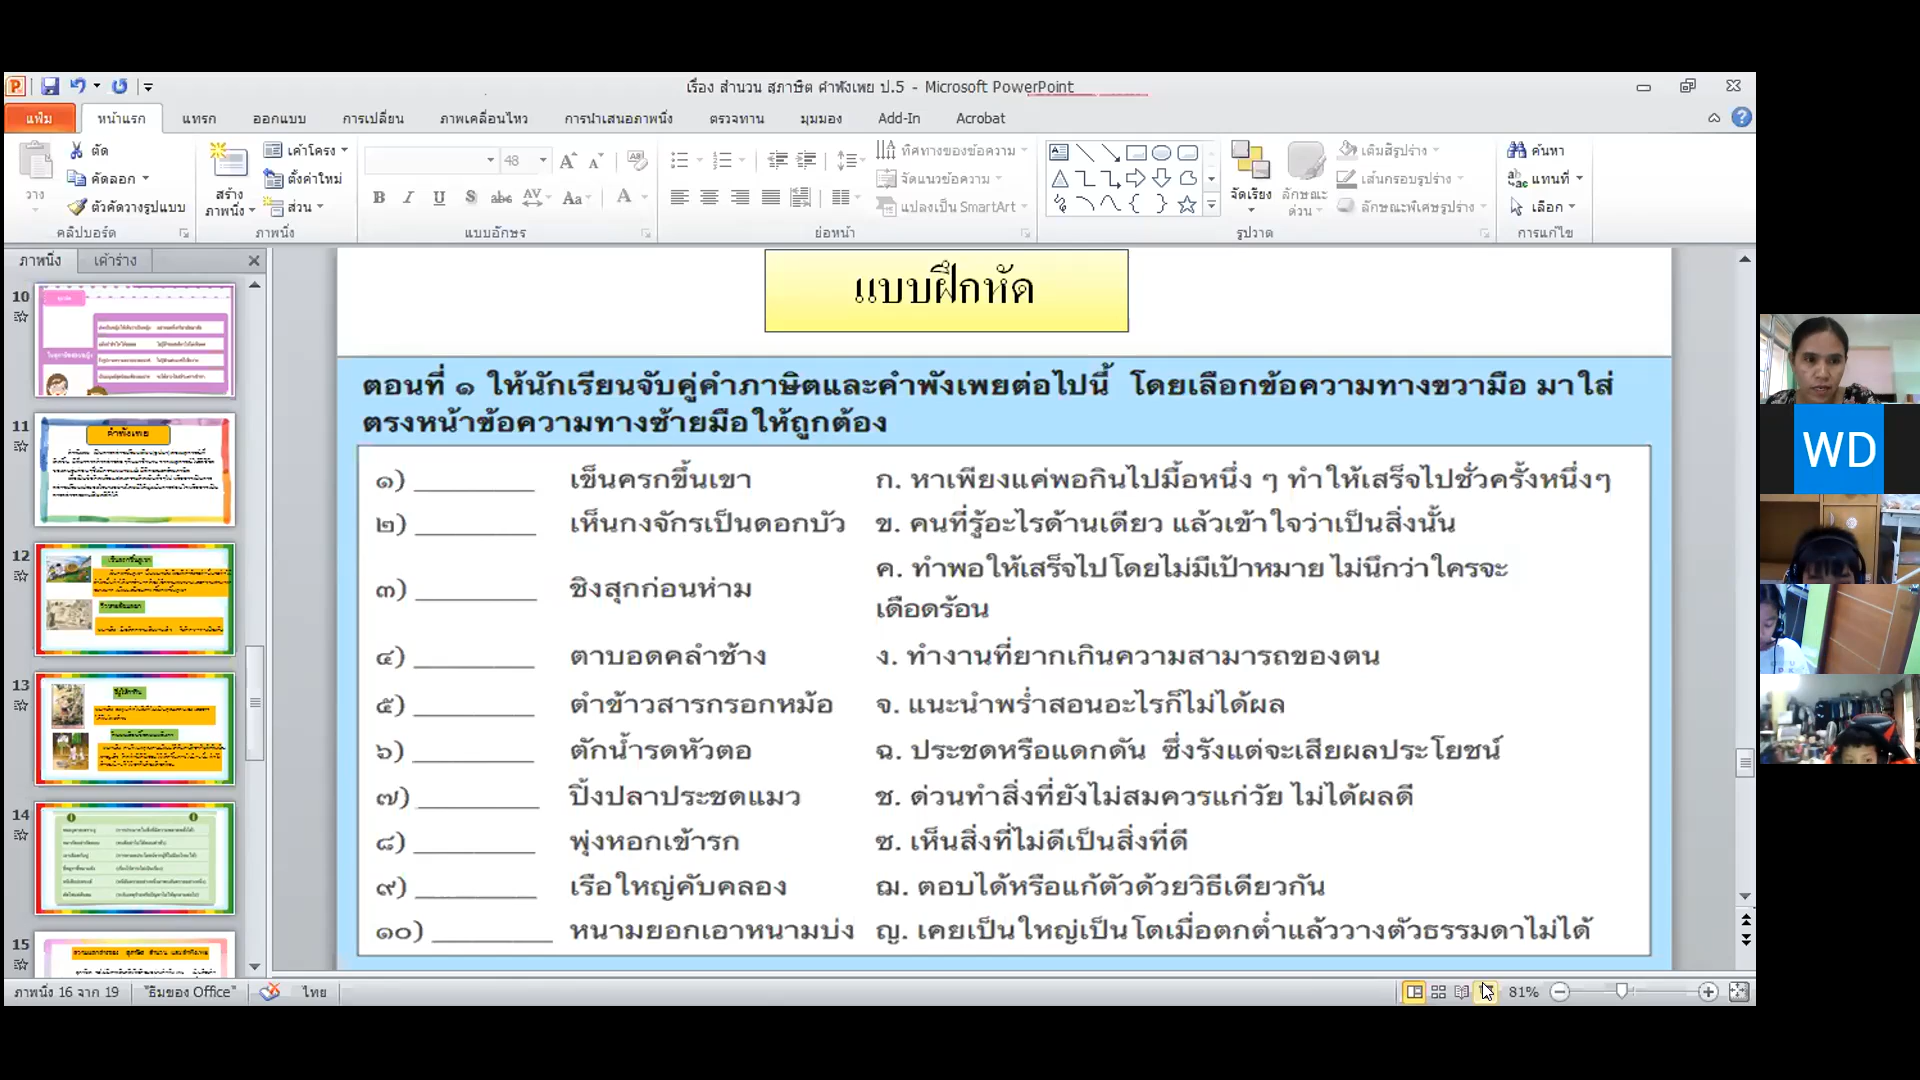 เรื่อง สำนวน สุภาษิต คำพังเพย ป.5 - Microsoft PowerPoint
แฟ้ม หน้าแรก แทรก ออกแบบ การเปลี่ยน ภาพเคลื่อนไหว การนำเสนอภาพนิ่ง ตรวจทาน มุมมอง Add-In Acrobat
วาง ตัด คัดลอก ตัวคัดวางรูปแบบ คลิปบอร์ด
สร้างภาพนิ่ง เค้าโครง ตั้งค่าใหม่ ส่วน ภาพนิ่ง
48 แบบอักษร
ทิศทางของข้อความ จัดแนวข้อความ แปลงเป็น SmartArt ย่อหน้า
จัดเรียง ลักษณะด่วน เติมสีรูปร่าง เส้นกรอบรูปร่าง ลักษณะพิเศษรูปร่าง รูปวาด
ค้นหา แทนที่ เลือก การแก้ไข
ภาพนิ่ง เค้าร่าง
10
11
คำพังเพย
12
13
14
15
แบบฝึกหัด
ตอนที่ ๑ ให้นักเรียนจับคู่คำภาษิตและคำพังเพยต่อไปนี้ โดยเลือกข้อความทางขวามือ มาใส่
ตรงหน้าข้อความทางซ้ายมือให้ถูกต้อง
๑) ________ เข็นครกขึ้นเขา ก. หาเพียงแค่พอกินไปมื้อหนึ่ง ๆ ทำให้เสร็จไปชั่วครั้งหนึ่งๆ
๒) ________ เห็นกงจักรเป็นดอกบัว ข. คนที่รู้อะไรด้านเดียว แล้วเข้าใจว่าเป็นสิ่งนั้น
๓) ________ ชิงสุกก่อนห่าม ค. ทำพอให้เสร็จไปโดยไม่มีเป้าหมาย ไม่นึกว่าใครจะ
เดือดร้อน
๔) ________ ตาบอดคลำช้าง ง. ทำงานที่ยากเกินความสามารถของตน
๕) ________ ตำข้าวสารกรอกหม้อ จ. แนะนำพร่ำสอนอะไรก็ไม่ได้ผล
๖) ________ ตักน้ำรดหัวตอ ฉ. ประชดหรือแดกดัน ซึ่งรังแต่จะเสียผลประโยชน์
๗) ________ ปิ้งปลาประชดแมว ช. ด่วนทำสิ่งที่ยังไม่สมควรแก่วัย ไม่ได้ผลดี
๘) ________ พุ่งหอกเข้ารก ซ. เห็นสิ่งที่ไม่ดีเป็นสิ่งที่ดี
๙) ________ เรือใหญ่คับคลอง ฌ. ตอบได้หรือแก้ตัวด้วยวิธีเดียวกัน
๑๐) ________ หนามยอกเอาหนามบ่ง ญ. เคยเป็นใหญ่เป็นโตเมื่อตกต่ำแล้ววางตัวธรรมดาไม่ได้
WD
ภาพนิ่ง 16 จาก 19 "ธีมของ Office" ไทย 81%